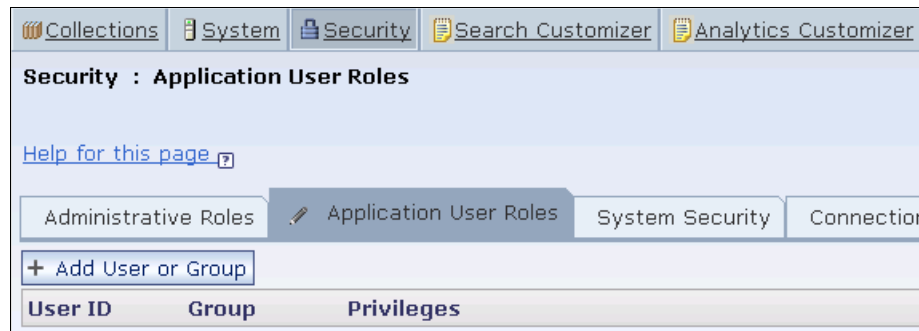 Collections System Security Search Customizer Analytics Customizer
Security : Application User Roles
Help for this page ?
Administrative Roles Application User Roles System Security Connection
+ Add User or Group
User ID Group Privileges